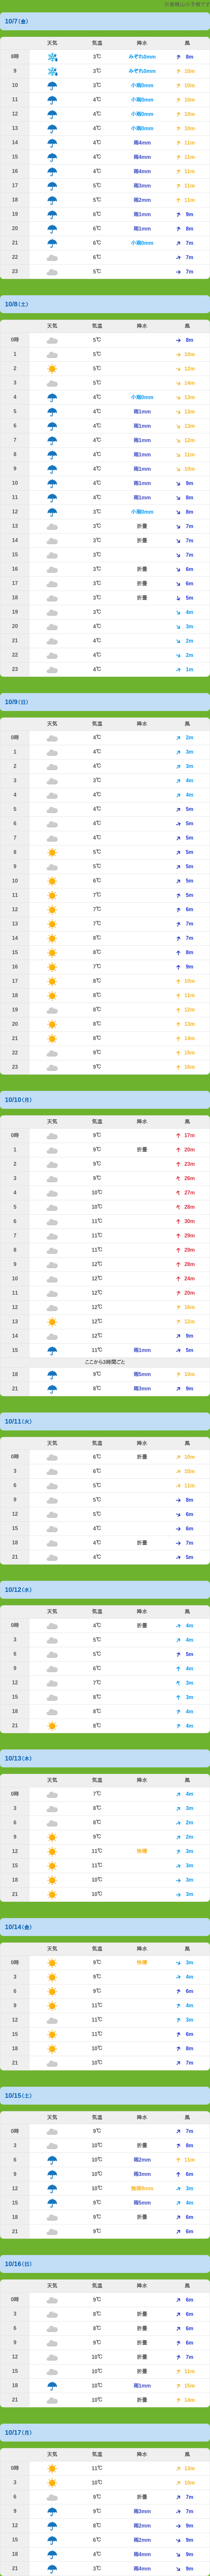 10/7(金)
天気 気温 降水 風
8時 3℃ みぞれ0mm 8m
9 3℃ みぞれ0mm 10m
10 3℃ 小雨0mm 10m
11 4℃ 小雨0mm 10m
12 4℃ 小雨0mm 10m
13 4℃ 小雨0mm 10m
14 4℃ 雨4mm 11m
15 4℃ 雨4mm 11m
16 4℃ 雨4mm 11m
17 5℃ 雨3mm 11m
18 5℃ 雨2mm 11m
19 6℃ 雨1mm 9m
20 6℃ 雨1mm 8m
21 6℃ 小雨0mm 7m
22 6℃ 7m
23 5℃ 7m
10/8(土)
天気 気温 降水 風
0時 5℃ 8m
1 5℃ 10m
2 5℃ 12m
3 5℃ 14m
4 4℃ 小雨0mm 13m
5 4℃ 雨1mm 13m
6 4℃ 雨1mm 13m
7 4℃ 雨1mm 12m
8 4℃ 雨1mm 11m
9 4℃ 雨1mm 10m
10 4℃ 雨1mm 9m
11 4℃ 雨1mm 8m
12 3℃ 小雨0mm 8m
13 3℃ 折畳 7m
14 3℃ 折畳 7m
15 3℃ 7m
16 3℃ 折畳 6m
17 3℃ 折畳 6m
18 3℃ 折畳 5m
19 3℃ 4m
20 4℃ 3m
21 4℃ 2m
22 4℃ 2m
23 4℃ 1m
10/9(日)
天気 気温 降水 風
0時 4℃ 2m
1 4℃ 3m
2 4℃ 3m
3 3℃ 4m
4 4℃ 4m
5 4℃ 5m
6 4℃ 5m
7 4℃ 5m
8 5℃ 5m
9 5℃ 5m
10 6℃ 5m
11 7℃ 5m
12 7℃ 6m
13 7℃ 7m
14 8℃ 7m
15 8℃ 8m
16 7℃ 9m
17 8℃ 10m
18 8℃ 11m
19 8℃ 12m
20 8℃ 13m
21 8℃ 14m
22 9℃ 15m
23 9℃ 16m
10/10(月)
天気 気温 降水 風
0時 9℃ 17m
1 9℃ 折畳 20m
2 9℃ 23m
3 9℃ 26m
4 10℃ 27m
5 10℃ 28m
6 11℃ 30m
7 11℃ 29m
8 11℃ 29m
9 12℃ 28m
10 12℃ 24m
11 12℃ 20m
12 12℃ 16m
13 12℃ 12m
14 12℃ 9m
15 11℃ 雨1mm 5m
ここから3時間ごと
18 9℃ 雨5mm 10m
21 8℃ 雨3mm 9m
10/11(火)
天気 気温 降水 風
0時 6℃ 折畳 10m
3 6℃ 10m
6 5℃ 11m
9 5℃ 8m
12 5℃ 6m
15 4℃ 6m
18 4℃ 折畳 7m
21 4℃ 5m
10/12(水)
天気 気温 降水 風
0時 4℃ 折畳 4m
3 5℃ 4m
6 5℃ 5m
9 6℃ 4m
12 7℃ 3m
15 8℃ 3m
18 8℃ 4m
21 8℃ 4m
10/13(木)
天気 気温 降水 風
0時 7℃ 4m
3 8℃ 3m
6 8℃ 2m
9 9℃ 2m
12 11℃ 快晴 3m
15 11℃ 3m
18 10℃ 3m
21 10℃ 3m
10/14(金)
天気 気温 降水 風
0時 9℃ 快晴 3m
3 9℃ 4m
6 9℃ 6m
9 11℃ 4m
12 11℃ 3m
15 11℃ 6m
18 10℃ 8m
21 10℃ 7m
10/15(土)
天気 気温 降水 風
0時 9℃ 7m
3 10℃ 折畳 8m
6 10℃ 雨2mm 11m
9 10℃ 雨3mm 6m
12 10℃ 3m
15 9℃ 雨5mm 4m
18 9℃ 折畳 6m
21 9℃ 6m
10/16(日)
天気 気温 降水 風
0時 9℃ 6m
3 8℃ 折畳 6m
6 8℃ 折畳 6m
9 9℃ 折畳 6m
12 10℃ 折畳 7m
15 10℃ 折畳 11m
18 10℃ 雨1mm 15m
21 10℃ 折畳 14m
10/17(月)
天気 気温 降水 風
0時 11℃ 13m
3 10℃ 10m
6 9℃ 折畳 7m
9 9℃ 雨3mm 7m
12 8℃ 雨2mm 9m
15 6℃ 雨2mm 9m
18 4℃ 雨4mm 9m
21 3℃ 雨4mm 9m